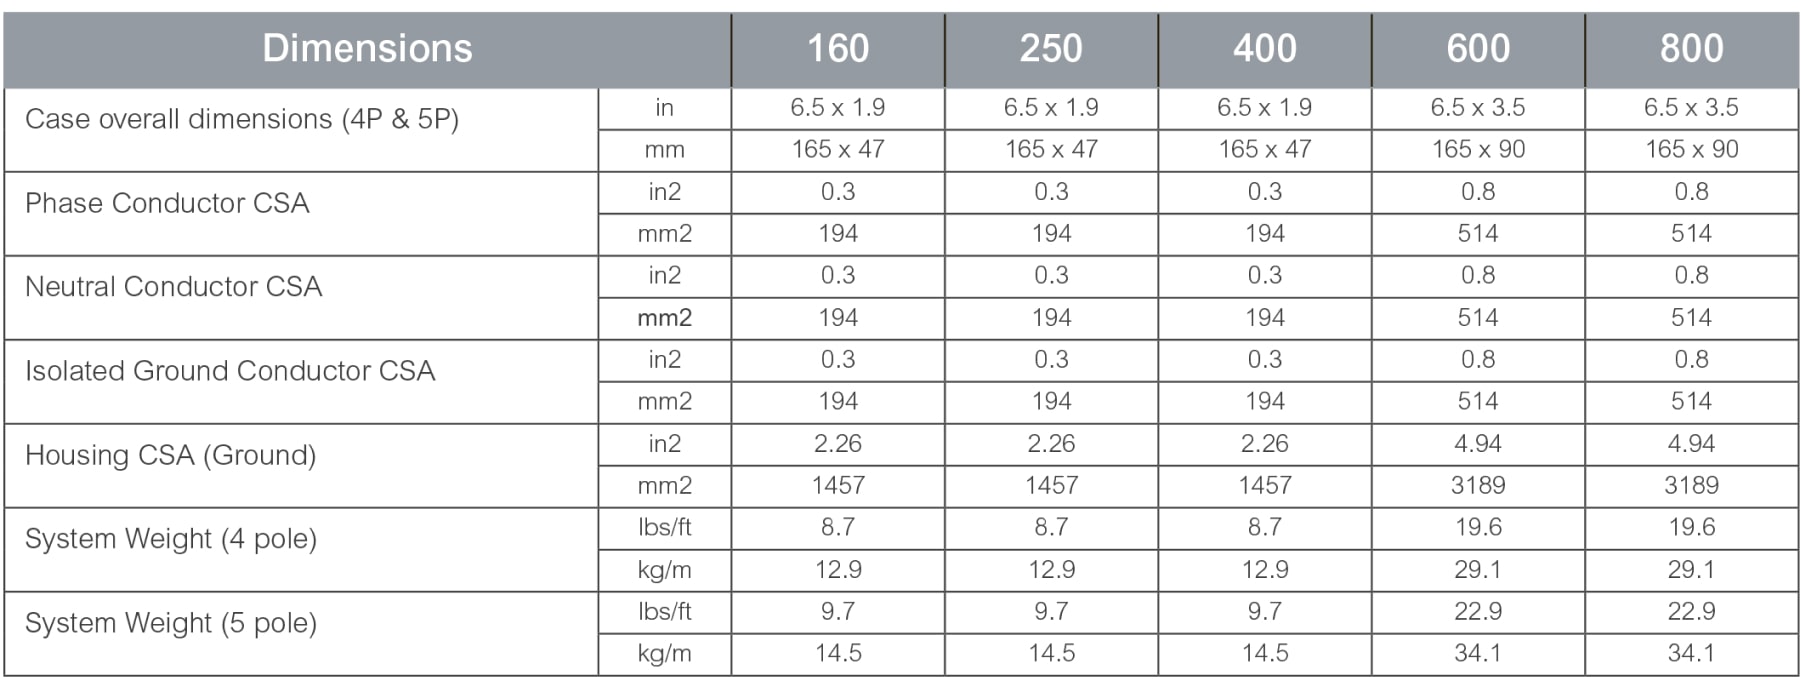 Dimensions 160 250 400 600 800
Case overall dimensions (4P & 5P) in 6.5 x 1.9 6.5 x 1.9 6.5 x 1.9 6.5 x 3.5 6.5 x 3.5
mm 165 x 47 165 x 47 165 x 47 165 x 90 165 x 90
Phase Conductor CSA in2 0.3 0.3 0.3 0.8 0.8
mm2 194 194 194 514 514
Neutral Conductor CSA in2 0.3 0.3 0.3 0.8 0.8
mm2 194 194 194 514 514
Isolated Ground Conductor CSA in2 0.3 0.3 0.3 0.8 0.8
mm2 194 194 194 514 514
Housing CSA (Ground) in2 2.26 2.26 2.26 4.94 4.94
mm2 1457 1457 1457 3189 3189
System Weight (4 pole) lbs/ft 8.7 8.7 8.7 19.6 19.6
kg/m 12.9 12.9 12.9 29.1 29.1
System Weight (5 pole) lbs/ft 9.7 9.7 9.7 22.9 22.9
kg/m 14.5 14.5 14.5 34.1 34.1